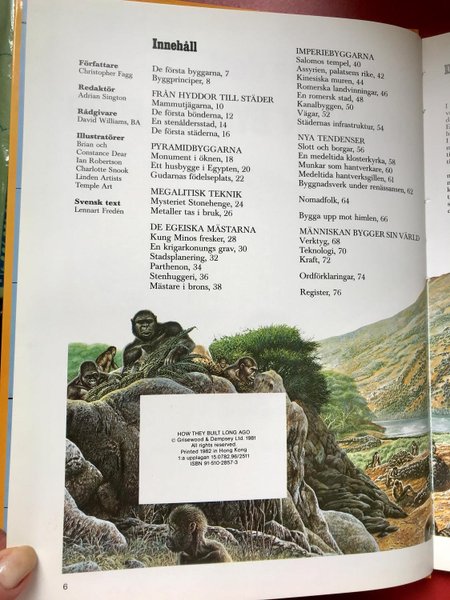 Innehåll
Författare
Christopher Fagg
Redaktör
Adrian Sington
Rådgivare
David Williams, BA
Illustratörer
Brian och
Constance Dear
Ian Robertson
Charlotte Snook
Linden Artists
Temple Art
Svensk text
Lennart Fredén
De första byggarna, 7
Byggprinciper, 8
FRÅN HYDDOR TILL STÄDER
Mammutjägarna, 10
De första bönderna, 12
En stenåldersstad, 14
De första städerna, 16
PYRAMIDBYGGARNA
Monument i öknen, 18
Ett husbygge i Egypten, 20
Gudarnas födelseplats, 22
MEGALITISK TEKNIK
Mysteriet Stonehenge, 24
Metaller tas i bruk, 26
DE EGEISKA MÄSTARNA
Kung Minos fresker, 28
En krigarkonungs grav, 30
Stadsplanering, 32
Parthenon, 34
Stenhuggeri, 36
Mästare i brons, 38
IMPERIEBYGGARNA
Salomos tempel, 40
Assyrien, palatsens rike, 42
Kinesiska muren, 44
Romerska landvinningar, 46
En romersk stad, 48
Kanalbyggen, 50
Vägar, 52
Städernas infrastruktur, 54
NYA TENDENSER
Slott och borgar, 56
En medeltida klosterkyrka, 58
Munkar som hantverkare, 60
Medeltida hantverksgillen, 61
Byggnadsverk under renässansen, 62
Nomadfolk, 64
Bygga upp mot himlen, 66
MÄNNISKAN BYGGER SIN VÄRLD
Verktyg, 68
Teknologi, 70
Kraft, 72
Ordförklaringar, 74
Register, 76
HOW THEY BUILT LONG AGO
© Grisewood & Dempsey Ltd. 1981
All rights reserved.
Printed 1982 in Hong Kong
1:a upplagan 15.0782.96/2511
ISBN 91-510-2857-3
6